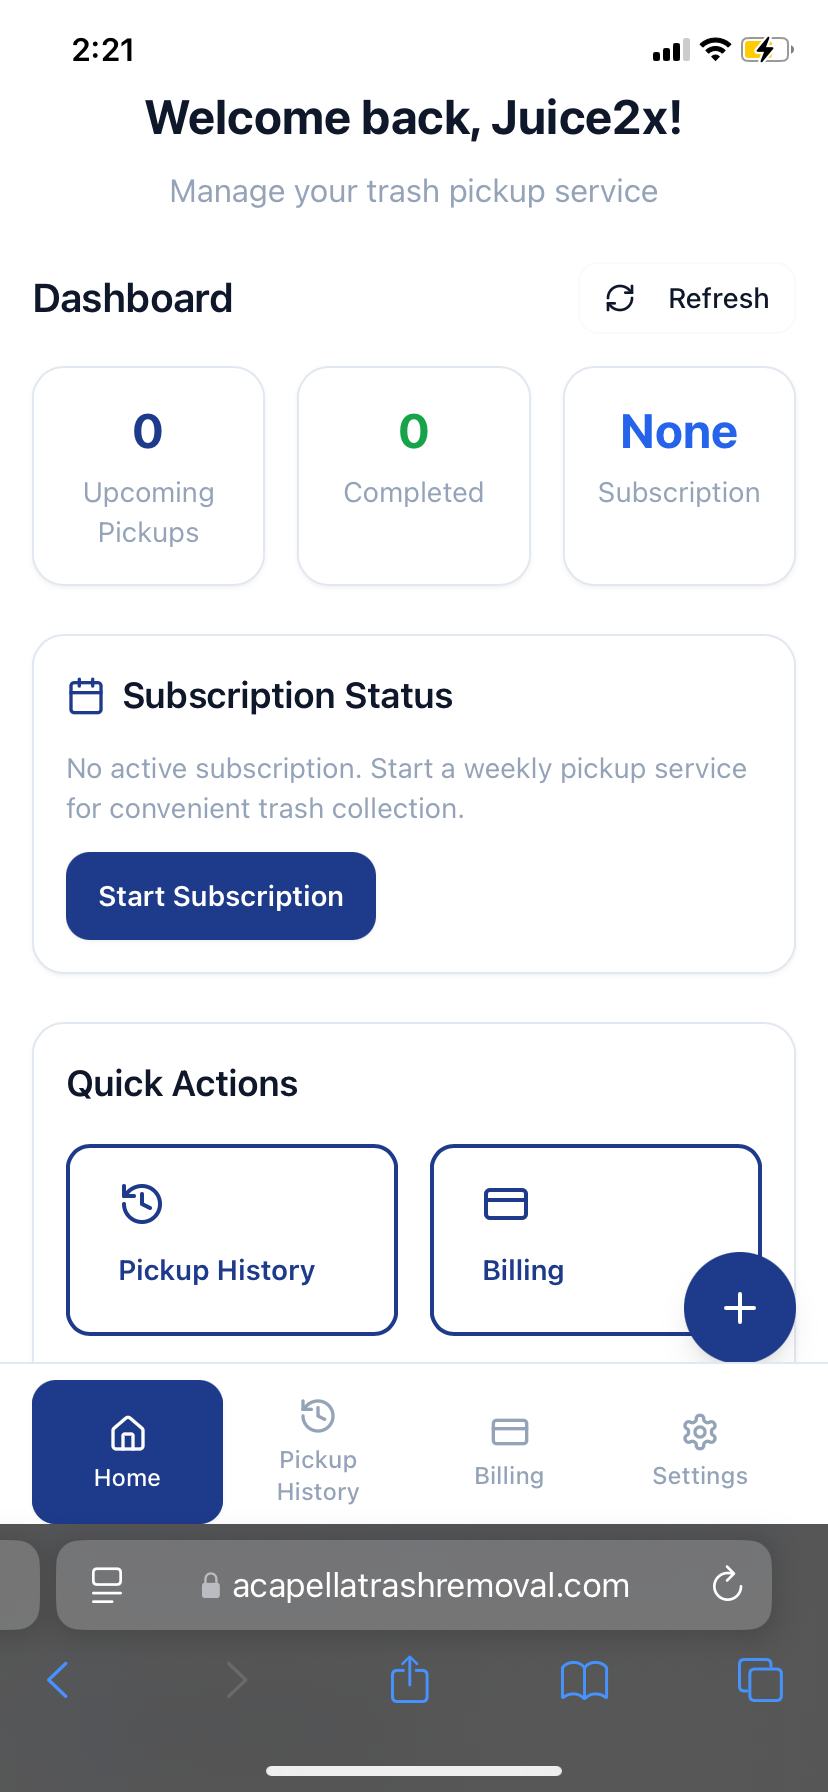 2:21
Welcome back, Juice2x!
Manage your trash pickup service
Dashboard
Refresh
0
Upcoming
Pickups
0
Completed
None
Subscription
Subscription Status
No active subscription. Start a weekly pickup service
for convenient trash collection.
Start Subscription
Quick Actions
Pickup History
Billing
Home
Pickup
History
Billing
Settings
acapellatrashremoval.com